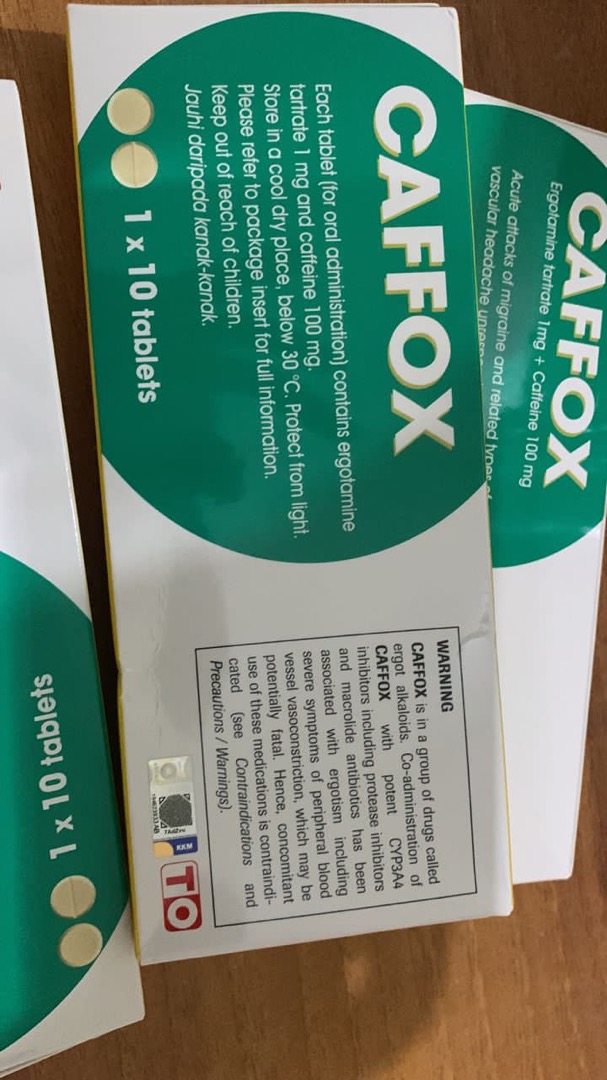 CAFFOX
Each tablet (for oral administration) contains ergotamine
tartrate 1 mg and caffeine 100 mg.
Store in a cool dry place, below 30 °C. Protect from light.
Please refer to package insert for full information.
Keep out of reach of children.
Jauhi daripada kanak-kanak.
1 x 10 tablets
WARNING
CAFFOX is in a group of drugs called
ergot alkaloids. Co-administration of
CAFFOX with potent CYP3A4
inhibitors including protease inhibitors
and macrolide antibiotics has been
associated with ergotism including
severe symptoms of peripheral blood
vessel vasoconstriction, which may be
potentially fatal. Hence, concomitant
use of these medications is contraindi-
cated (see Contraindications and
Precautions / Warnings).
KKM
TO
CAFFOX
Ergotamine tartrate 1mg + Caffeine 100 mg
Acute attacks of migraine and related types of
vascular headache
1 x 10 tablets